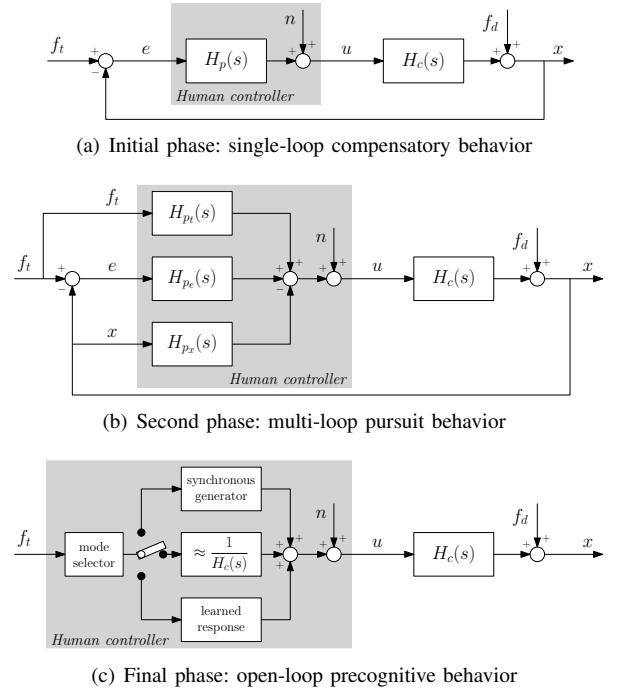 f_t + − e H_p(s) + n + u H_c(s) + f_d + x
Human controller
(a) Initial phase: single-loop compensatory behavior
f_t H_{p_t}(s)
f_t + − e H_{p_e}(s) + + − + n + u H_c(s) + f_d + x
x H_{p_x}(s)
Human controller
(b) Second phase: multi-loop pursuit behavior
synchronous
generator
f_t mode
selector
≈ 1/H_c(s) + + + + n + u H_c(s) + f_d + x
learned
response
Human controller
(c) Final phase: open-loop precognitive behavior